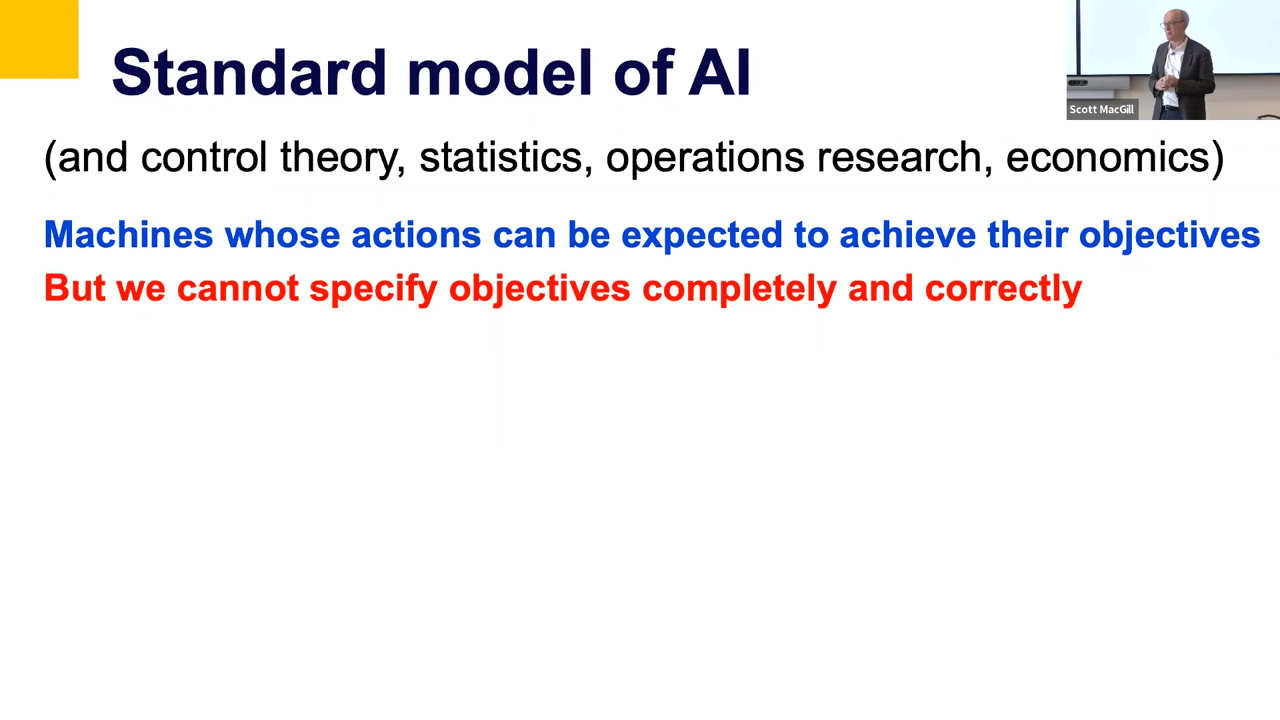 Standard model of AI
Scott MacGill
(and control theory, statistics, operations research, economics)
Machines whose actions can be expected to achieve their objectives
But we cannot specify objectives completely and correctly